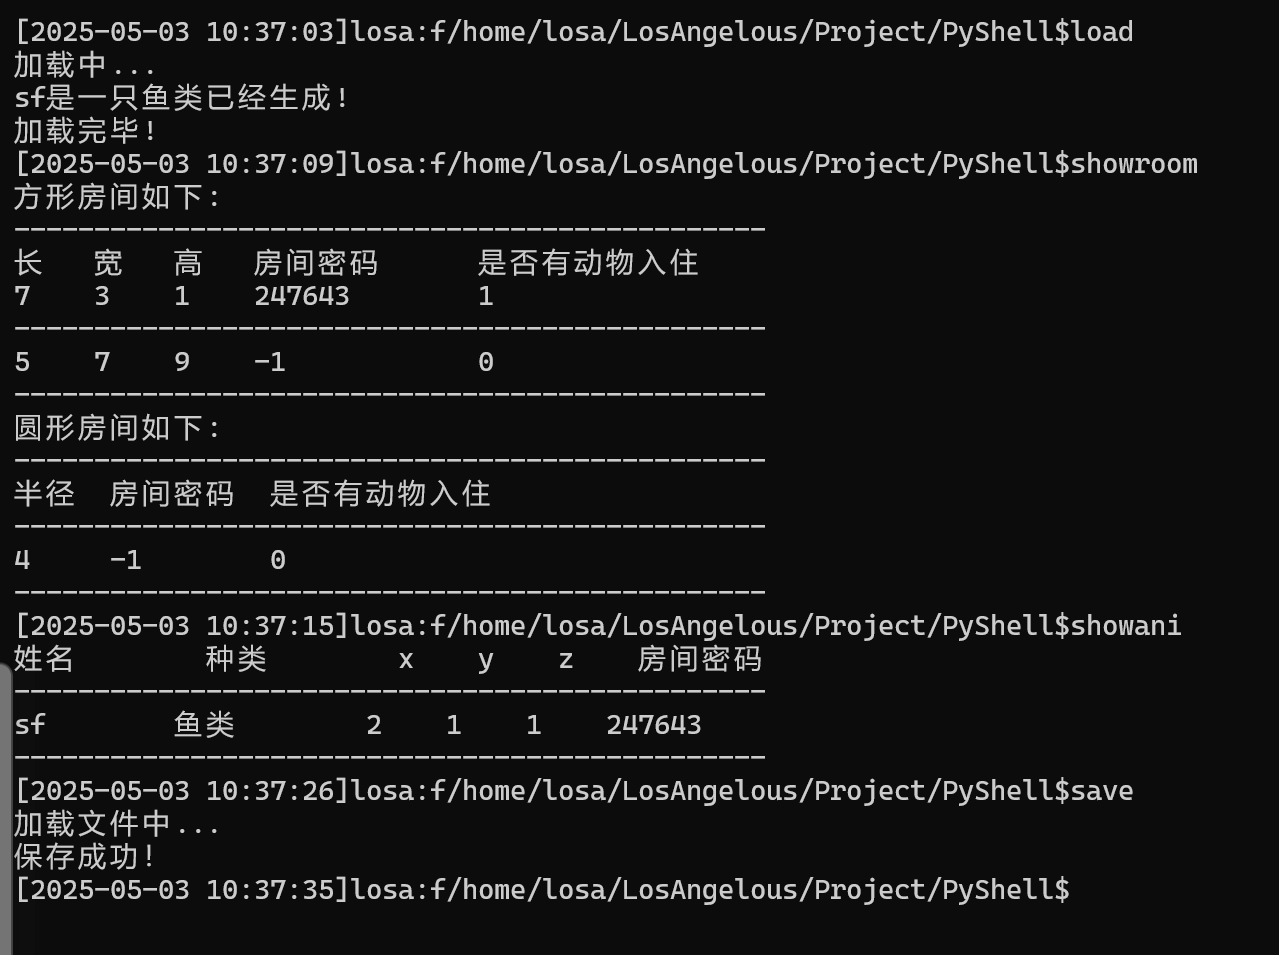 [2025-05-03 10:37:03]losa:f/home/losa/LosAngelous/Project/PyShell$load
加载中...
sf是一只鱼类已经生成!
加载完毕!
[2025-05-03 10:37:09]losa:f/home/losa/LosAngelous/Project/PyShell$showroom
方形房间如下:
-----------------------------------------------
长   宽   高   房间密码      是否有动物入住
7    3    1    247643        1
-----------------------------------------------
5    7    9    -1            0
-----------------------------------------------
圆形房间如下:
-----------------------------------------------
半径  房间密码  是否有动物入住
-----------------------------------------------
4     -1        0
-----------------------------------------------
[2025-05-03 10:37:15]losa:f/home/losa/LosAngelous/Project/PyShell$showani
姓名        种类        x    y    z    房间密码
-----------------------------------------------
sf        鱼类        2    1    1    247643
-----------------------------------------------
[2025-05-03 10:37:26]losa:f/home/losa/LosAngelous/Project/PyShell$save
加载文件中...
保存成功!
[2025-05-03 10:37:35]losa:f/home/losa/LosAngelous/Project/PyShell$